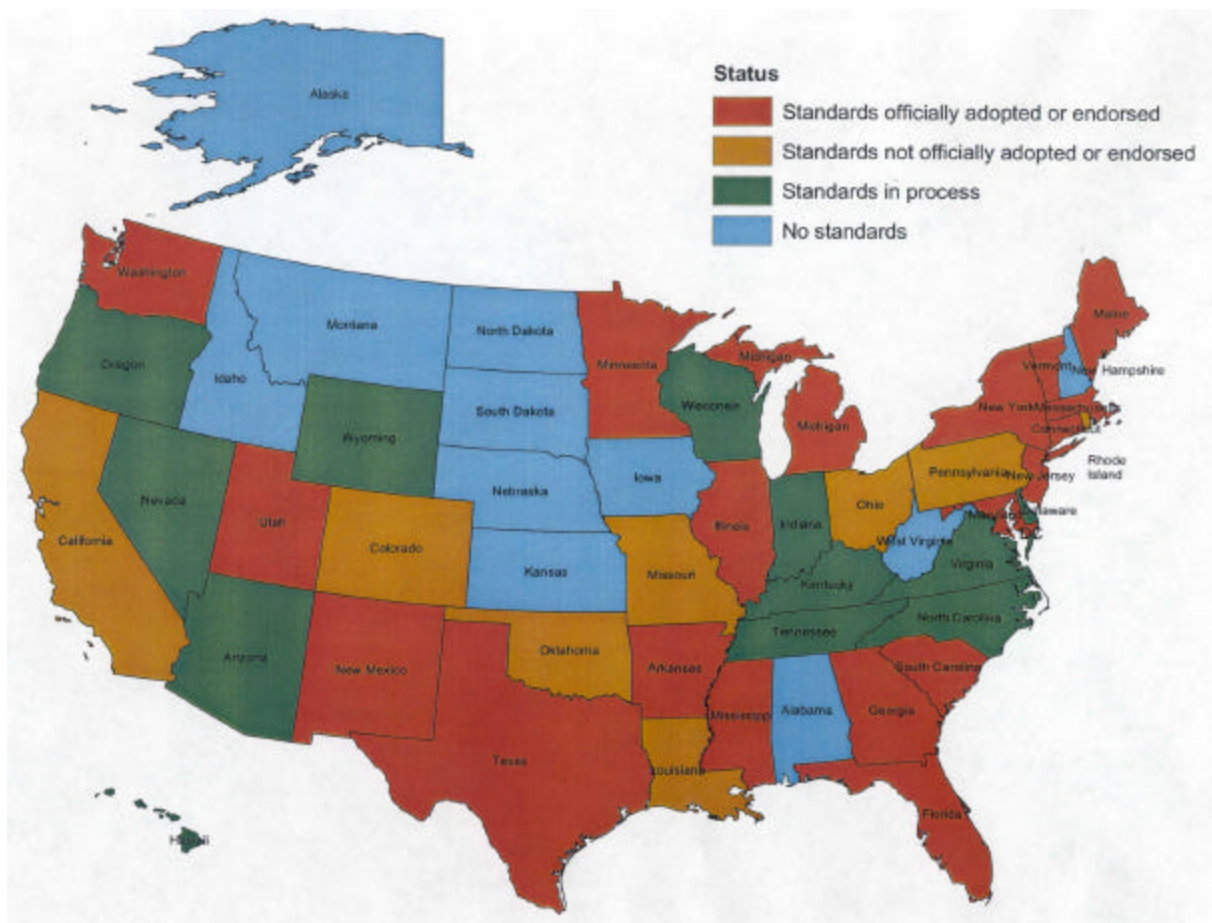 Status
Standards officially adopted or endorsed
Standards not officially adopted or endorsed
Standards in process
No standards
Alaska
Washington
Oregon
Idaho
Montana
North Dakota
South Dakota
Wyoming
Nebraska
Nevada
Utah
Colorado
Kansas
California
Arizona
New Mexico
Oklahoma
Texas
Minnesota
Iowa
Missouri
Arkansas
Louisiana
Wisconsin
Michigan
Michigan
Illinois
Indiana
Ohio
Kentucky
Tennessee
Mississippi
Alabama
Georgia
Florida
South Carolina
North Carolina
Virginia
West Virginia
Pennsylvania
New York
Vermont
New Hampshire
Maine
Massachusetts
Connecticut
Rhode
Island
New Jersey
Delaware
Maryland
Hawaii